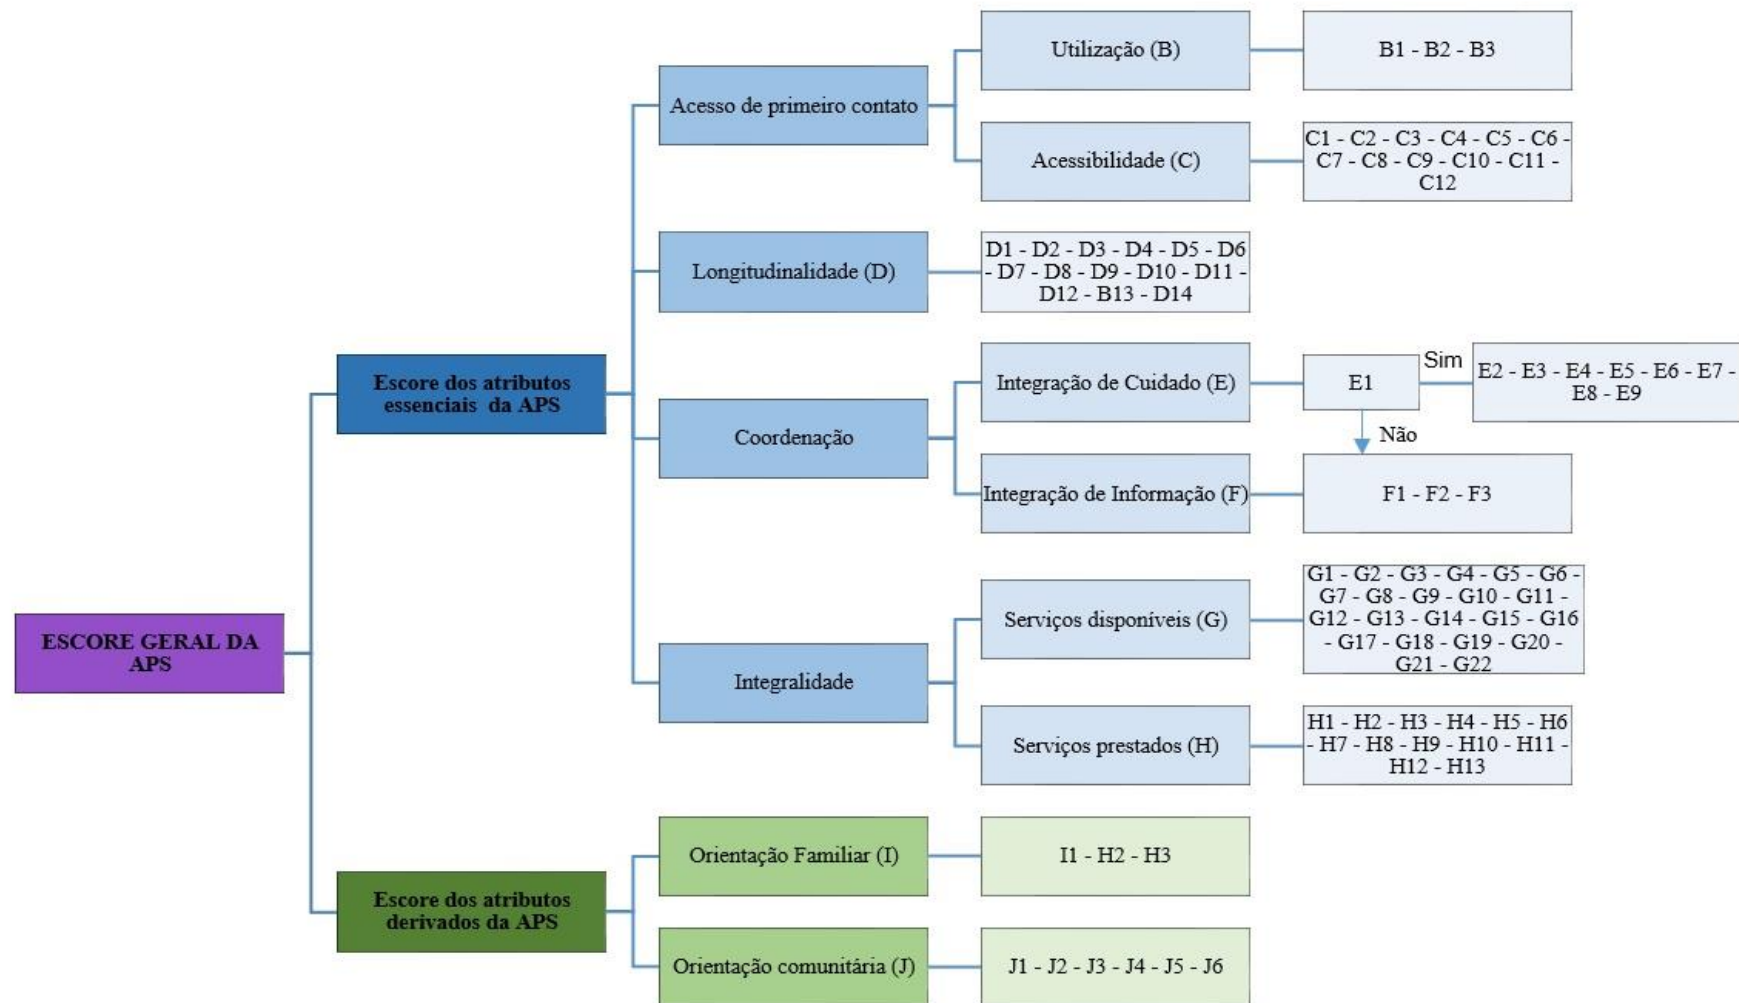 ESCORE GERAL DA
APS
Escore dos atributos
essenciais da APS
Acesso de primeiro contato
Utilização (B)
B1 - B2 - B3
Acessibilidade (C)
C1 - C2 - C3 - C4 - C5 - C6 -
C7 - C8 - C9 - C10 - C11 -
C12
Longitudinalidade (D)
D1 - D2 - D3 - D4 - D5 - D6
- D7 - D8 - D9 - D10 - D11 -
D12 - B13 - D14
Coordenação
Integração de Cuidado (E)
E1
Sim
E2 - E3 - E4 - E5 - E6 - E7 -
E8 - E9
Não
Integração de Informação (F)
F1 - F2 - F3
Integralidade
Serviços disponíveis (G)
G1 - G2 - G3 - G4 - G5 - G6 -
G7 - G8 - G9 - G10 - G11 -
G12 - G13 - G14 - G15 - G16
- G17 - G18 - G19 - G20 -
G21 - G22
Serviços prestados (H)
H1 - H2 - H3 - H4 - H5 - H6
- H7 - H8 - H9 - H10 - H11 -
H12 - H13
Escore dos atributos
derivados da APS
Orientação Familiar (I)
I1 - H2 - H3
Orientação comunitária (J)
J1 - J2 - J3 - J4 - J5 - J6